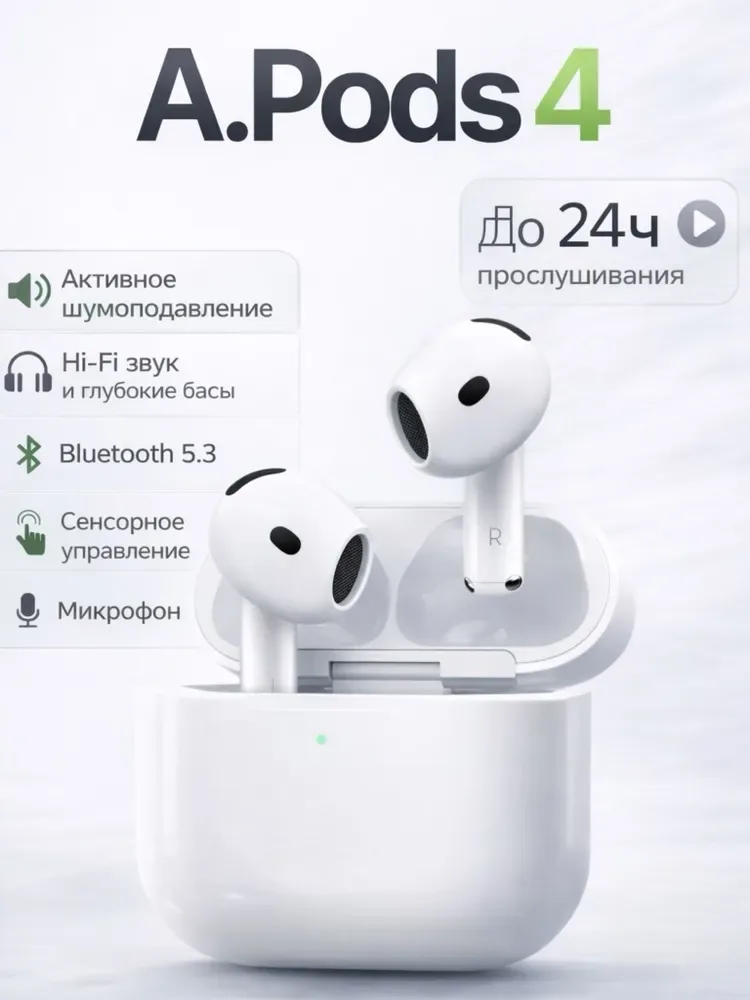 A.Pods 4
До 24ч
прослушивания
Активное
шумоподавление
Hi-Fi звук
и глубокие басы
Bluetooth 5.3
Сенсорное
управление
Микрофон
R